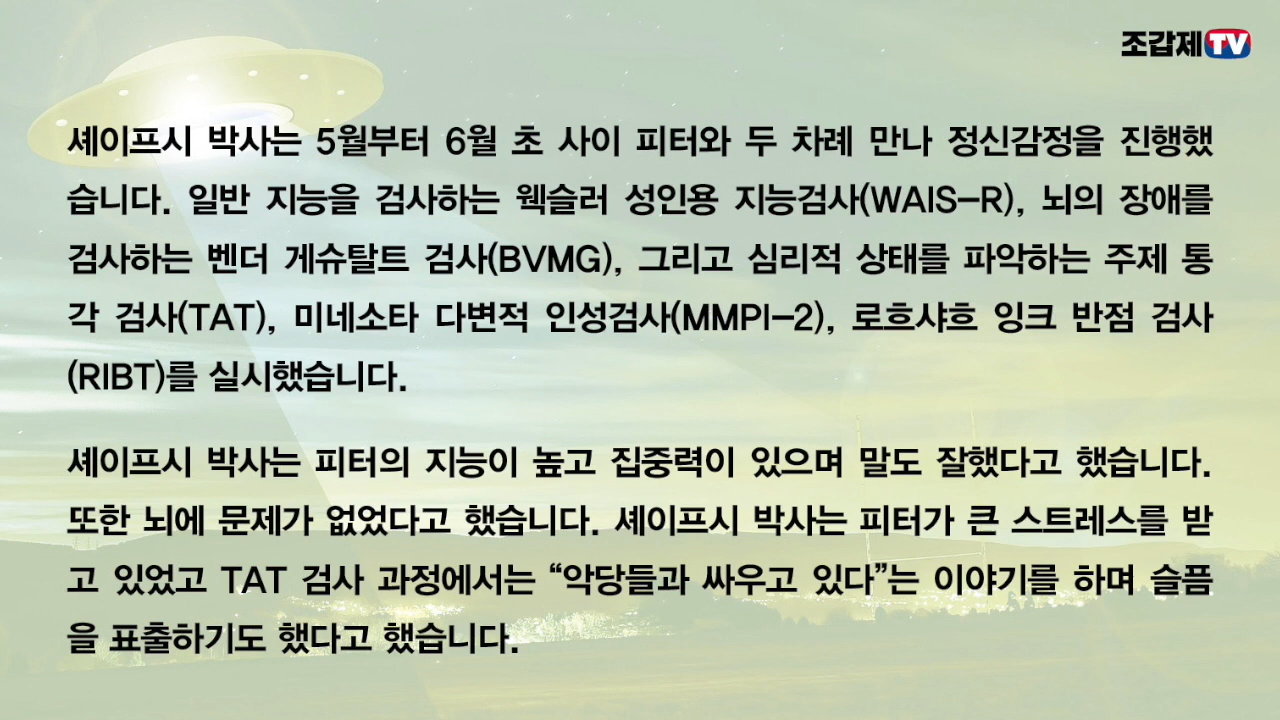 조갑제TV
셰이프시 박사는 5월부터 6월 초 사이 피터와 두 차례 만나 정신감정을 진행했
습니다. 일반 지능을 검사하는 웩슬러 성인용 지능검사(WAIS-R), 뇌의 장애를
검사하는 벤더 게슈탈트 검사(BVMG), 그리고 심리적 상태를 파악하는 주제 통
각 검사(TAT), 미네소타 다변적 인성검사(MMPI-2), 로흐샤흐 잉크 반점 검사
(RIBT)를 실시했습니다.
셰이프시 박사는 피터의 지능이 높고 집중력이 있으며 말도 잘했다고 했습니다.
또한 뇌에 문제가 없었다고 했습니다. 셰이프시 박사는 피터가 큰 스트레스를 받
고 있었고 TAT 검사 과정에서는 “악당들과 싸우고 있다”는 이야기를 하며 슬픔
을 표출하기도 했다고 했습니다.